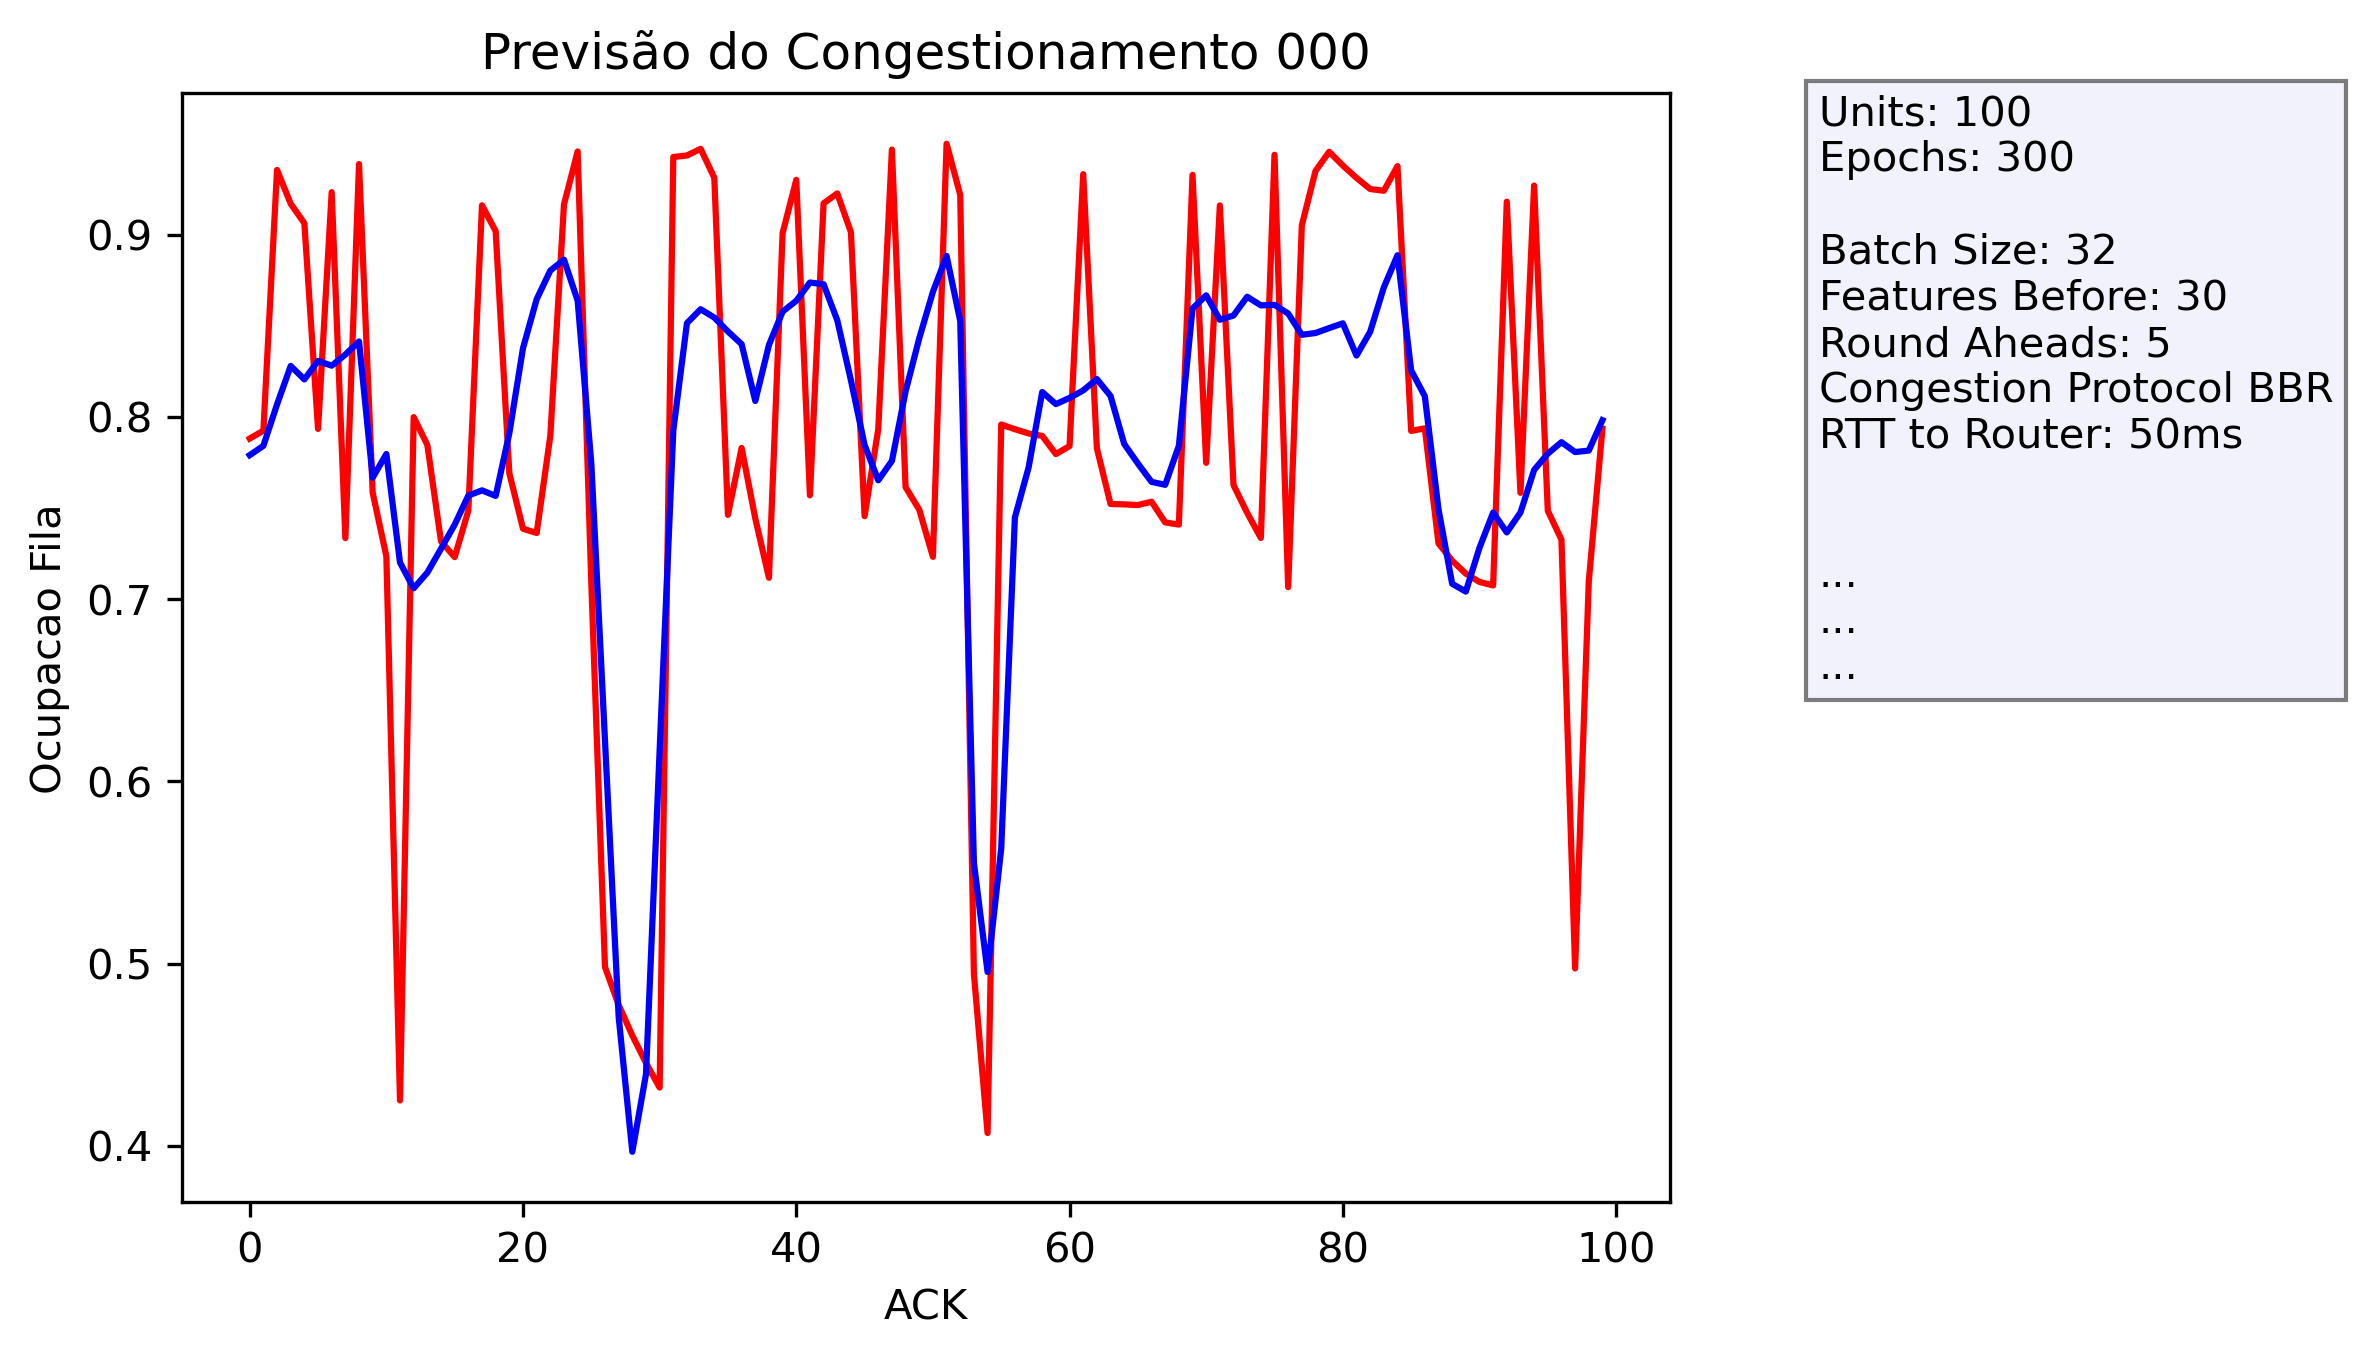 Previsão do Congestionamento 000
Ocupacao Fila
0.9
0.8
0.7
0.6
0.5
0.4
0 20 40 60 80 100
ACK
Units: 100
Epochs: 300
Batch Size: 32
Features Before: 30
Round Aheads: 5
Congestion Protocol BBR
RTT to Router: 50ms
...
...
...